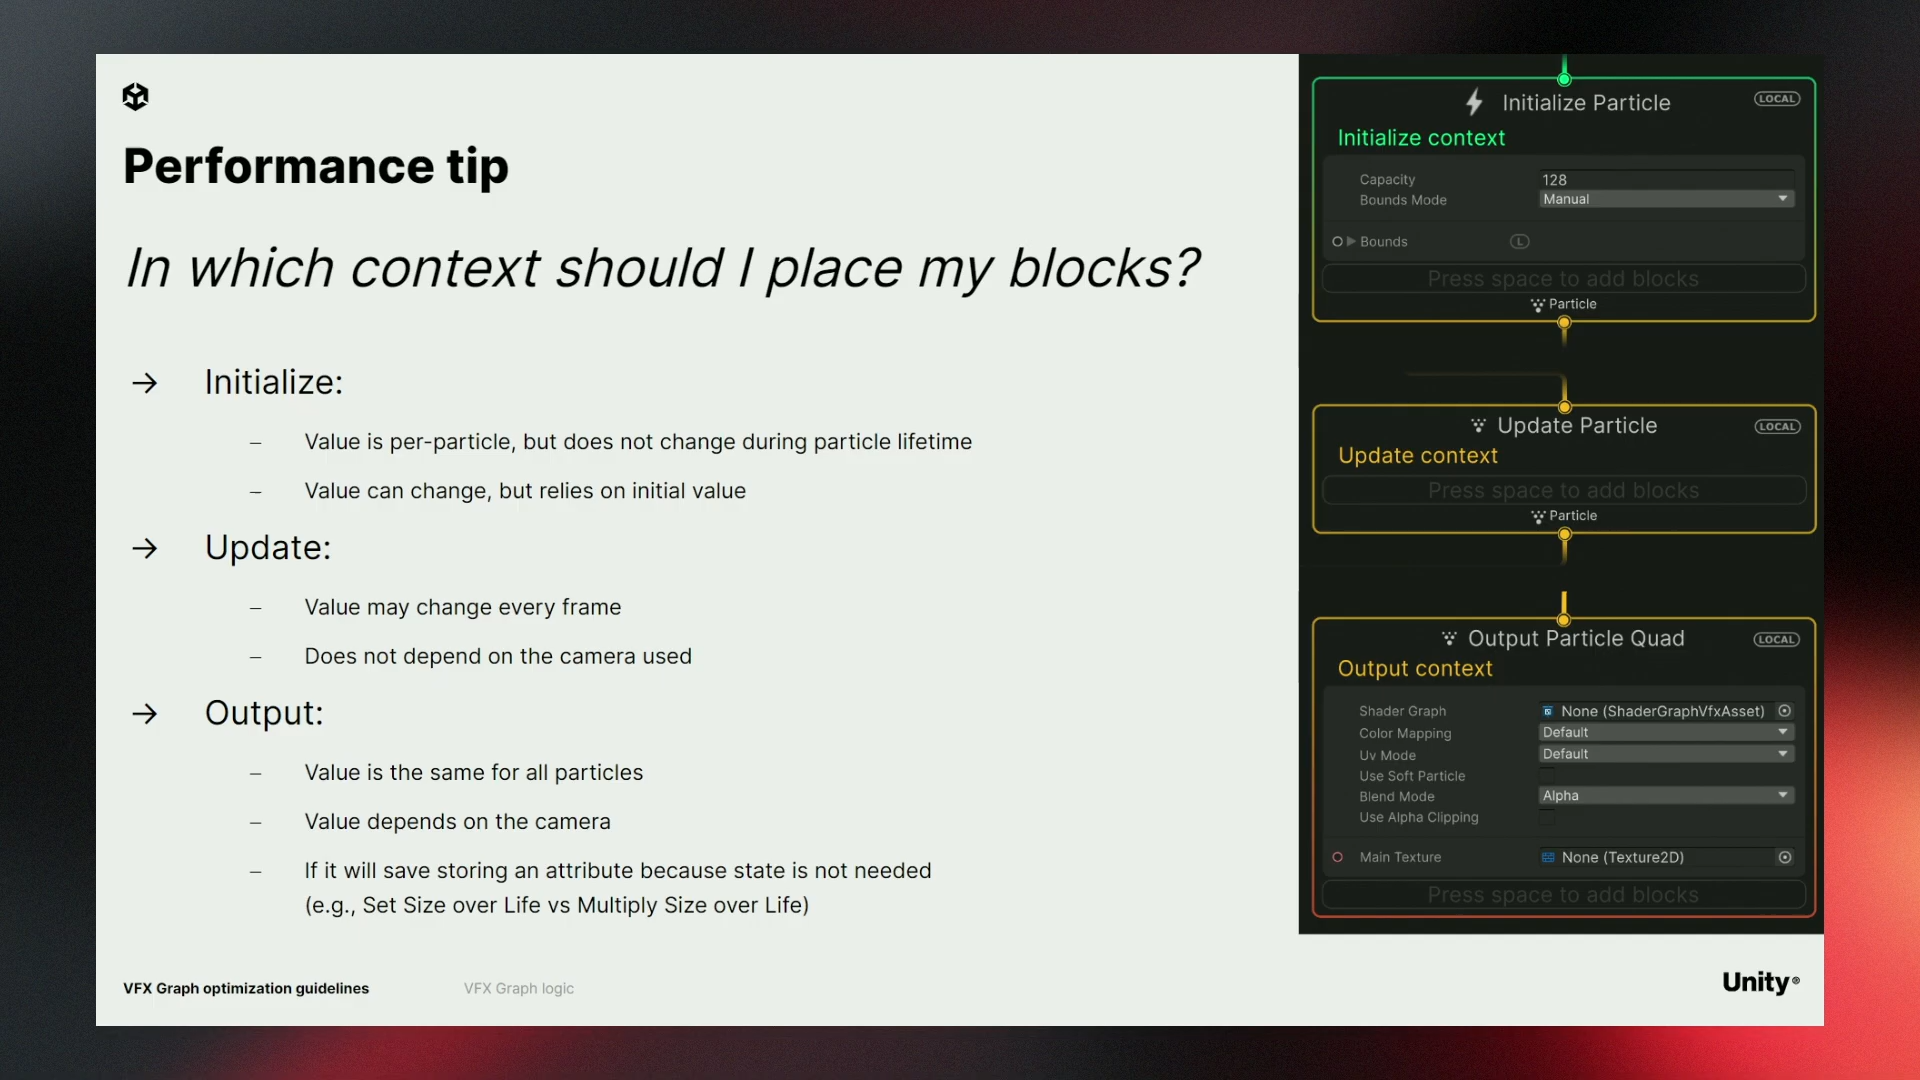 Performance tip
In which context should I place my blocks?
→ Initialize:
– Value is per-particle, but does not change during particle lifetime
– Value can change, but relies on initial value
→ Update:
– Value may change every frame
– Does not depend on the camera used
→ Output:
– Value is the same for all particles
– Value depends on the camera
– If it will save storing an attribute because state is not needed
(e.g., Set Size over Life vs Multiply Size over Life)
VFX Graph optimization guidelines
VFX Graph logic
Unity®
Initialize Particle LOCAL
Initialize context
Capacity 128
Bounds Mode Manual
Bounds L
Press space to add blocks
Particle
Update Particle LOCAL
Update context
Press space to add blocks
Particle
Output Particle Quad LOCAL
Output context
Shader Graph None (ShaderGraphVfxAsset)
Color Mapping Default
Uv Mode Default
Use Soft Particle
Blend Mode Alpha
Use Alpha Clipping
Main Texture None (Texture2D)
Press space to add blocks